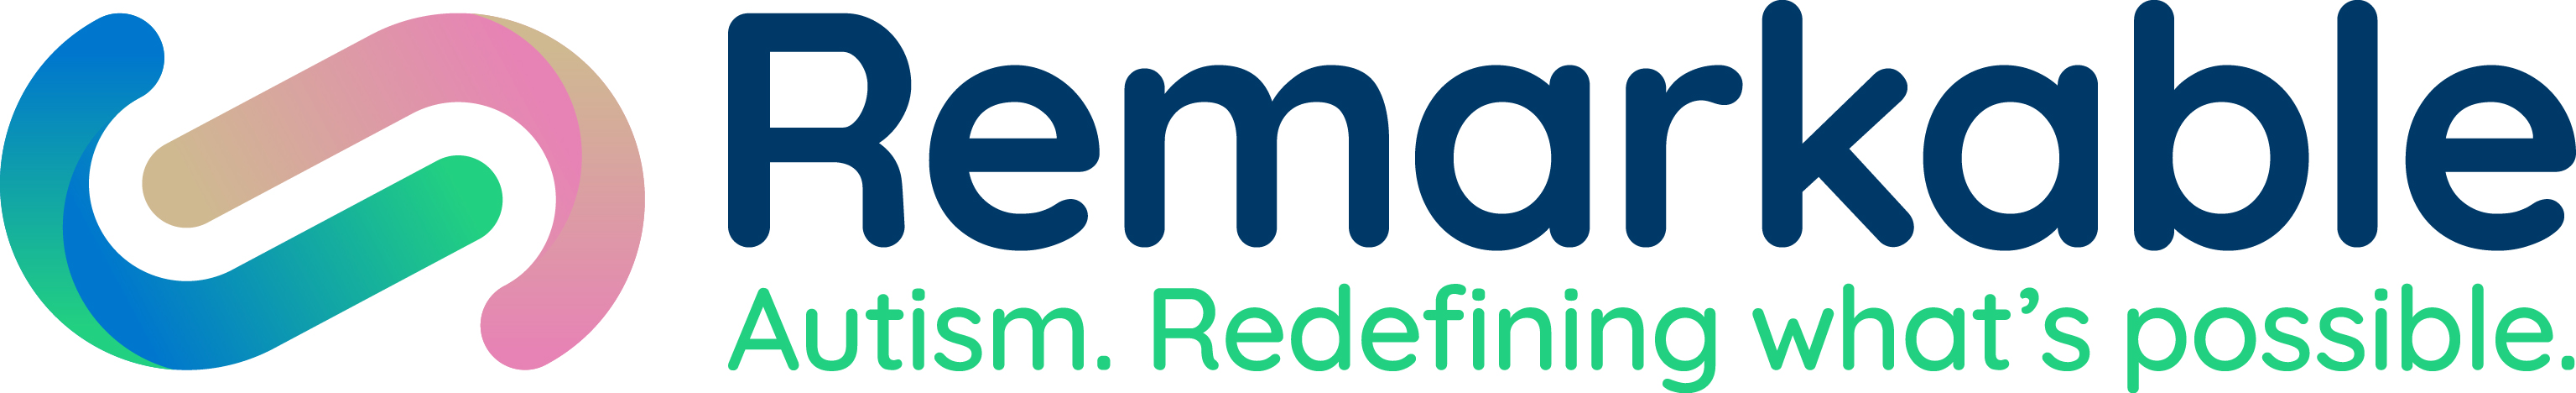 Remarkable
Autism. Redefining what’s possible.